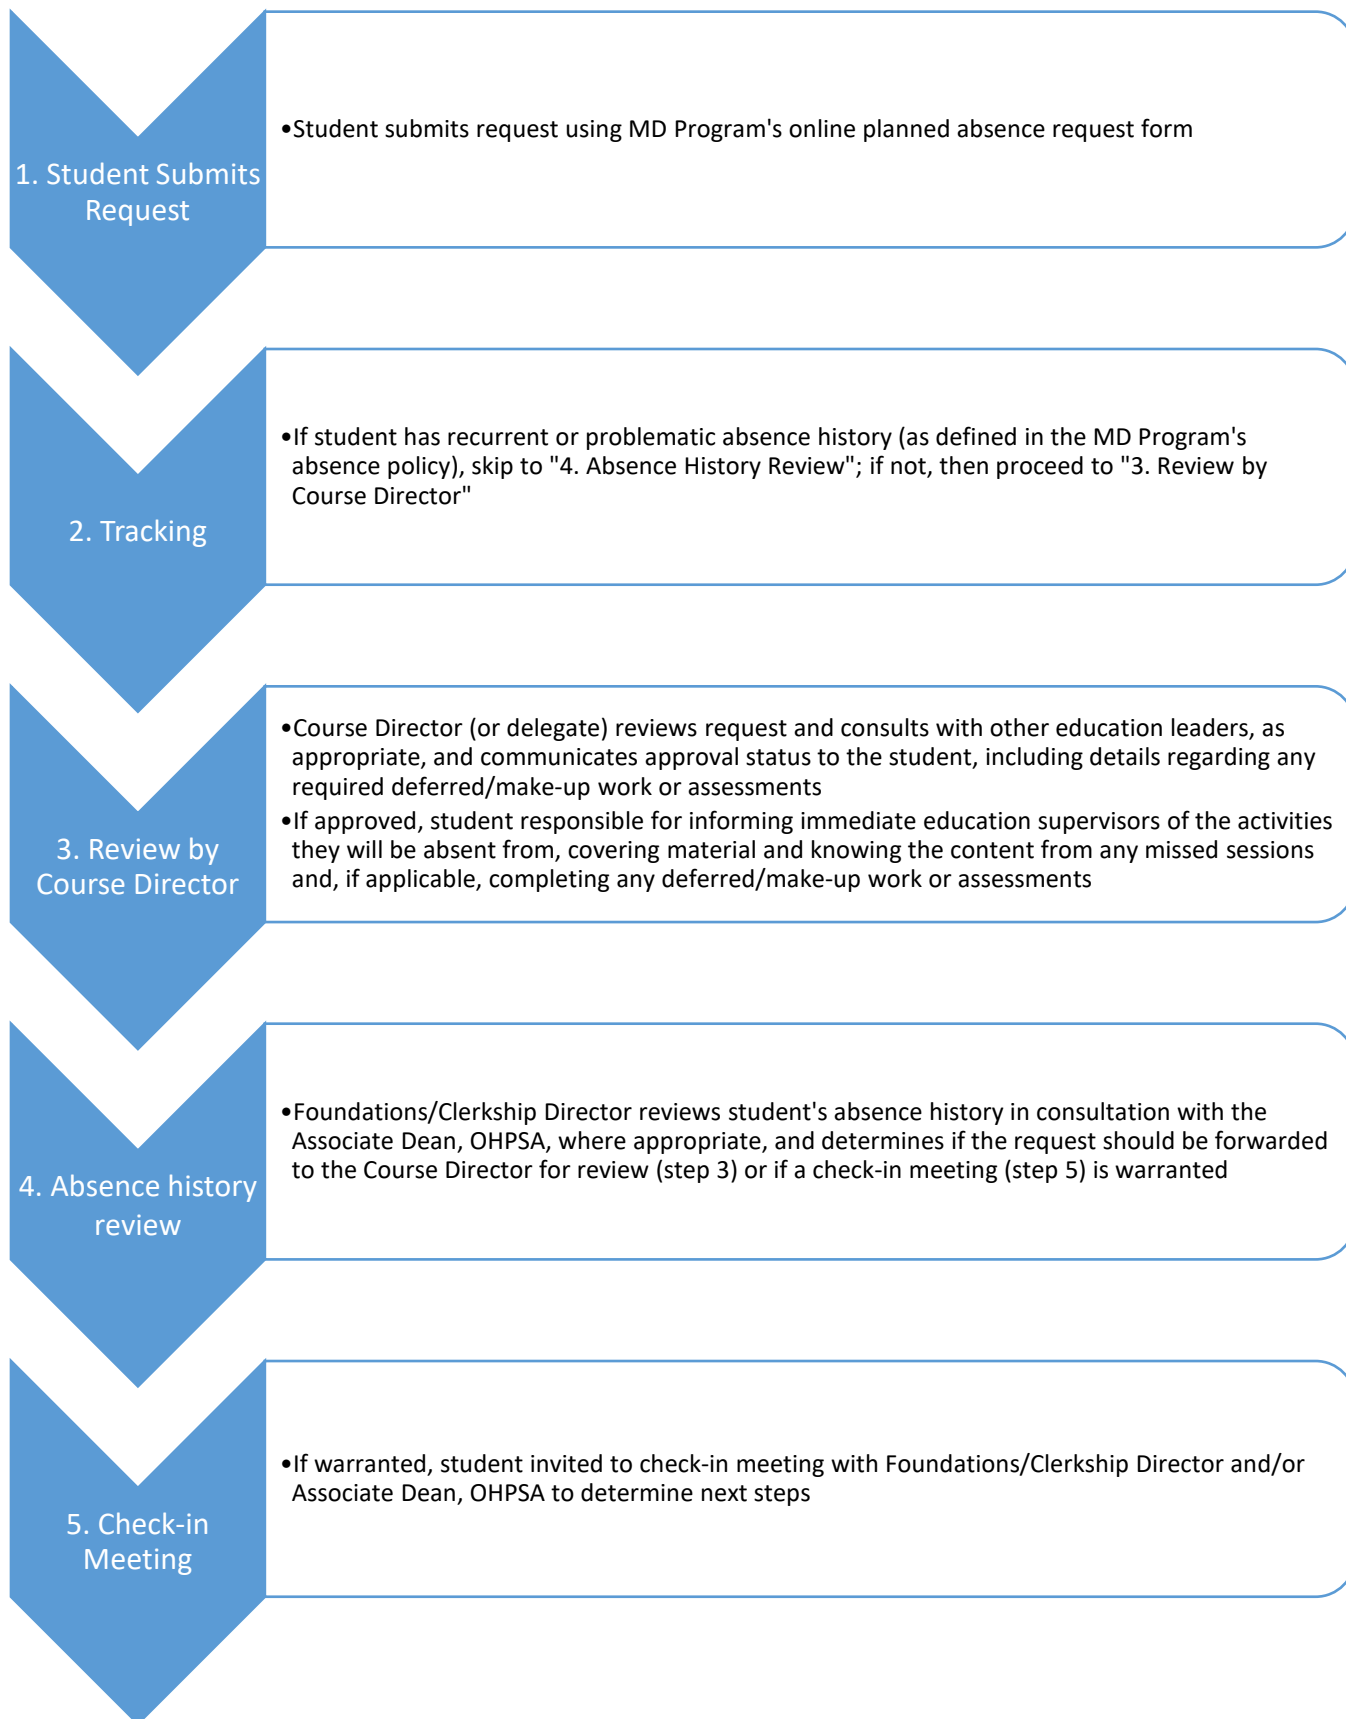 1. Student Submits
Request
•Student submits request using MD Program's online planned absence request form
2. Tracking
•If student has recurrent or problematic absence history (as defined in the MD Program's
absence policy), skip to "4. Absence History Review"; if not, then proceed to "3. Review by
Course Director"
3. Review by
Course Director
•Course Director (or delegate) reviews request and consults with other education leaders, as
appropriate, and communicates approval status to the student, including details regarding any
required deferred/make-up work or assessments
•If approved, student responsible for informing immediate education supervisors of the activities
they will be absent from, covering material and knowing the content from any missed sessions
and, if applicable, completing any deferred/make-up work or assessments
4. Absence history
review
•Foundations/Clerkship Director reviews student's absence history in consultation with the
Associate Dean, OHPSA, where appropriate, and determines if the request should be forwarded
to the Course Director for review (step 3) or if a check-in meeting (step 5) is warranted
5. Check-in
Meeting
•If warranted, student invited to check-in meeting with Foundations/Clerkship Director and/or
Associate Dean, OHPSA to determine next steps